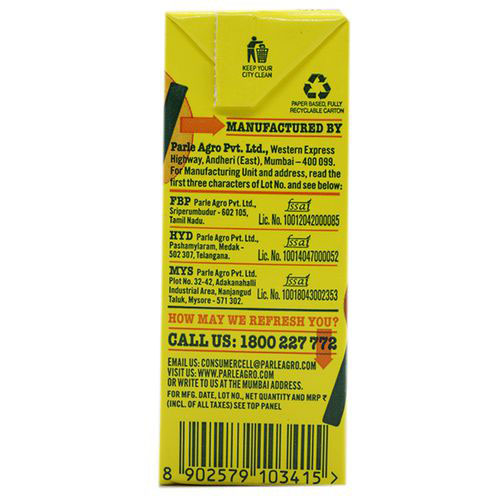 KEEP YOUR
CITY CLEAN
PAPER BASED, FULLY
RECYCLABLE CARTON
MANUFACTURED BY
Parle Agro Pvt. Ltd., Western Express
Highway, Andheri (East), Mumbai – 400 099.
For Manufacturing Unit and address, read the
first three characters of Lot No. and see below:
FBP Parle Agro Pvt. Ltd.,
Sriperumbudur - 602 105,
Tamil Nadu.
fssai
Lic. No. 10012042000085
HYD Parle Agro Pvt. Ltd.,
Pashamylaram, Medak -
502 307, Telangana.
fssai
Lic. No. 10014047000052
MYS Parle Agro Pvt. Ltd.,
Plot No. 32-42, Adakanahalli
Industrial Area, Nanjangud
Taluk, Mysore - 571 302.
fssai
Lic. No. 10018043002353
HOW MAY WE REFRESH YOU?
CALL US: 1800 227 772
EMAIL US: CONSUMERCELL@PARLEAGRO.COM
VISIT US: WWW.PARLEAGRO.COM
OR WRITE TO US AT THE MUMBAI ADDRESS.
FOR MFG. DATE, LOT NO., NET QUANTITY AND MRP ₹
(INCL. OF ALL TAXES) SEE TOP PANEL
8 902579 103415 >